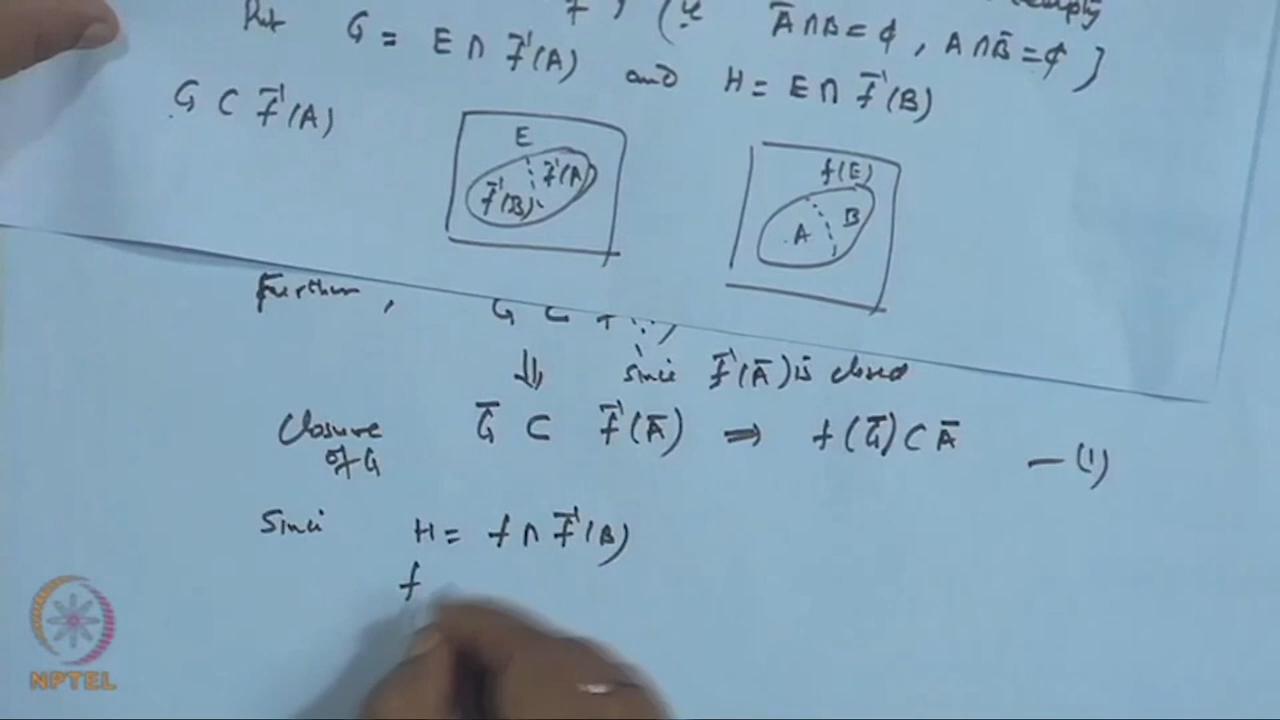 Put G = E ∩ f⁻¹(A) and H = E ∩ f⁻¹(B)
Ā∩B = ϕ, A∩B̄ = ϕ )
G ⊂ f⁻¹(A)
E
f⁻¹(B) f⁻¹(A)
f(E)
A B
Further,
G ⊂
⇓ since f⁻¹(Ā) is closed
Closure of G
Ḡ ⊂ f⁻¹(Ā) ⇒ f(Ḡ) ⊂ Ā — (1)
Since H = f ∩ f⁻¹(B)
f
NPTEL